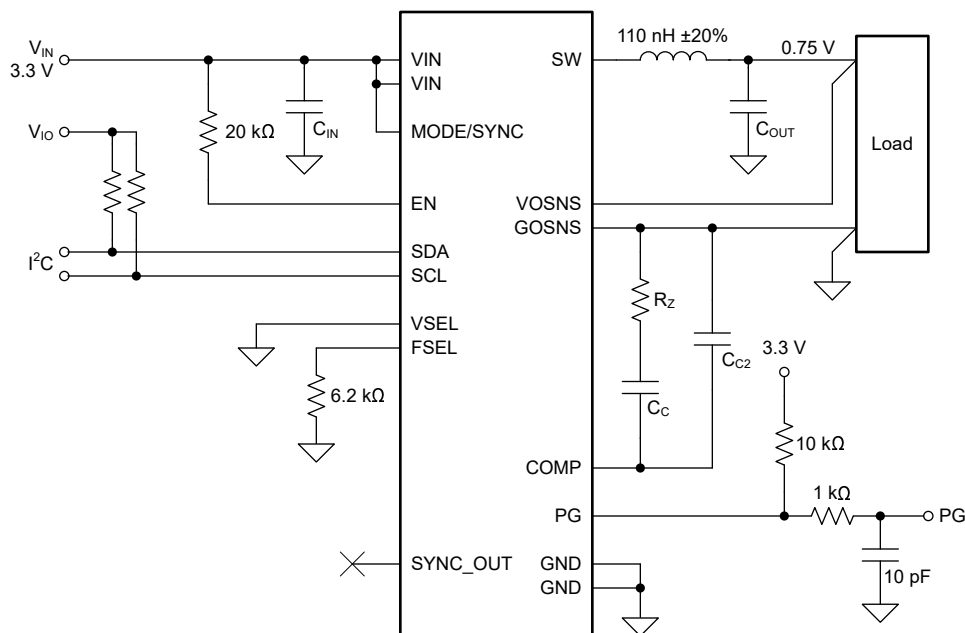 V_IN
3.3 V
V_IO
I²C
20 kΩ
C_IN
6.2 kΩ
VIN
VIN
MODE/SYNC
EN
SDA
SCL
VSEL
FSEL
SYNC_OUT
SW
VOSNS
GOSNS
COMP
PG
GND
GND
110 nH ±20%
0.75 V
C_OUT
Load
R_Z
C_C
C_C2
3.3 V
10 kΩ
1 kΩ
PG
10 pF